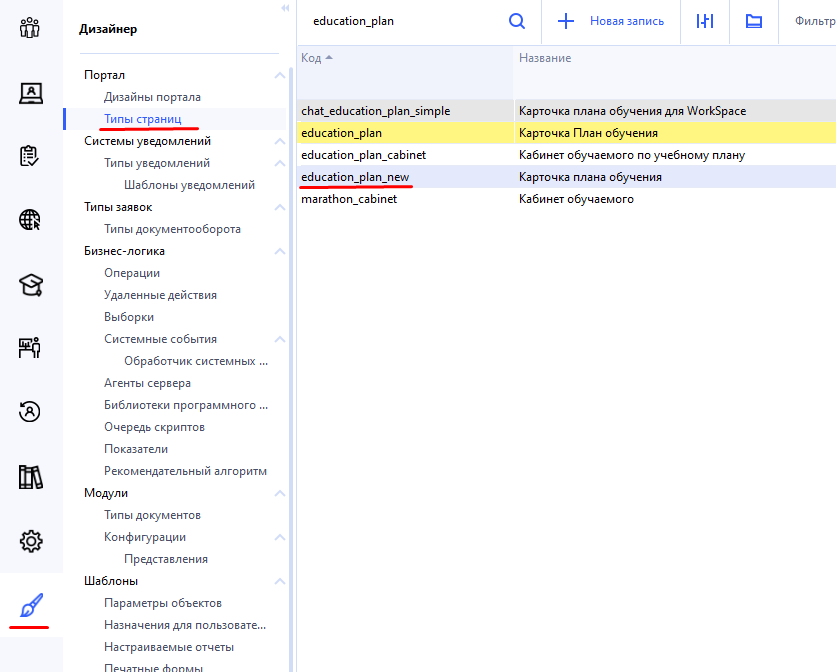 Дизайнер
Портал
Дизайны портала
Типы страниц
Системы уведомлений
Типы уведомлений
Шаблоны уведомлений
Типы заявок
Типы документооборота
Бизнес-логика
Операции
Удаленные действия
Выборки
Системные события
Обработчик системных ...
Агенты сервера
Библиотеки программного ...
Очередь скриптов
Показатели
Рекомендательный алгоритм
Модули
Типы документов
Конфигурации
Представления
Шаблоны
Параметры объектов
Назначения для пользовате...
Настраиваемые отчеты
Печатные формы
education_plan
Новая запись
Фильтр
Код Название
chat_education_plan_simple Карточка плана обучения для WorkSpace
education_plan Карточка План обучения
education_plan_cabinet Кабинет обучаемого по учебному плану
education_plan_new Карточка плана обучения
marathon_cabinet Кабинет обучаемого